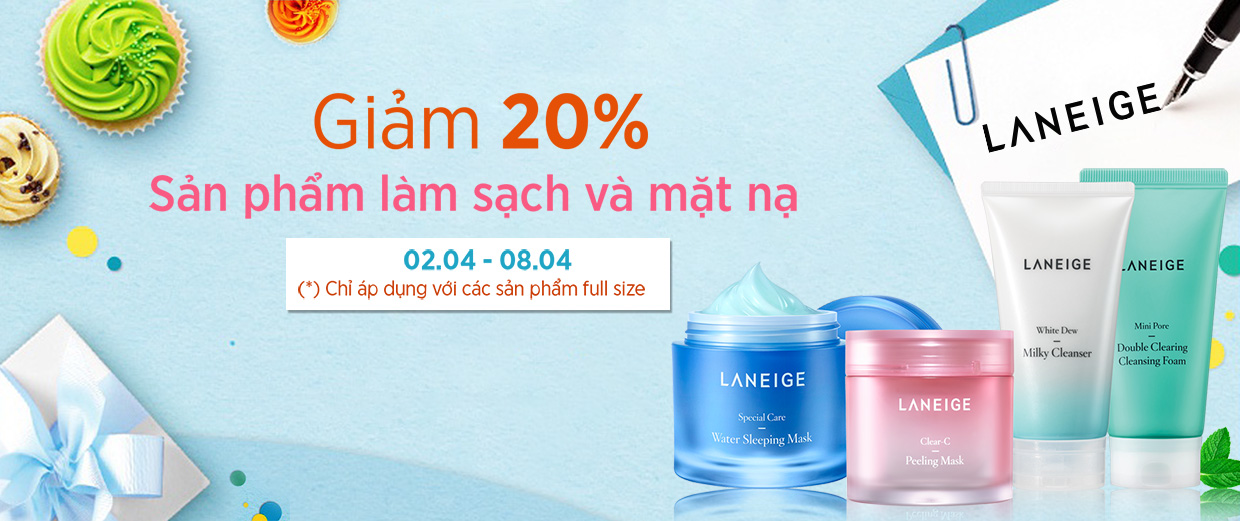 Giảm 20%
Sản phẩm làm sạch và mặt nạ
02.04 - 08.04
(*) Chỉ áp dụng với các sản phẩm full size
LANEIGE
LANEIGE
Special Care
Water Sleeping Mask
LANEIGE
Clear-C
Peeling Mask
LANEIGE
White Dew
Milky Cleanser
LANEIGE
Mini Pore
Double Clearing
Cleansing Foam